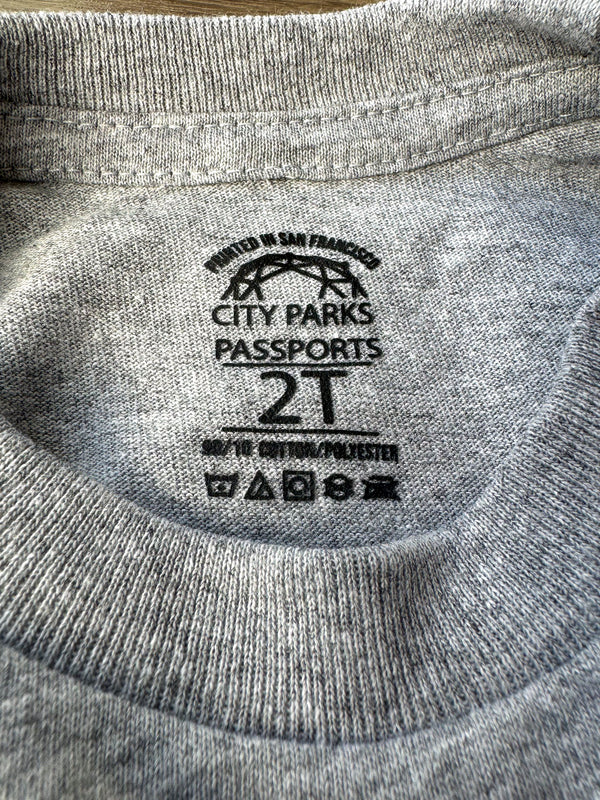 PRINTED IN SAN FRANCISCO
CITY PARKS
PASSPORTS
2T
90/10 COTTON/POLYESTER